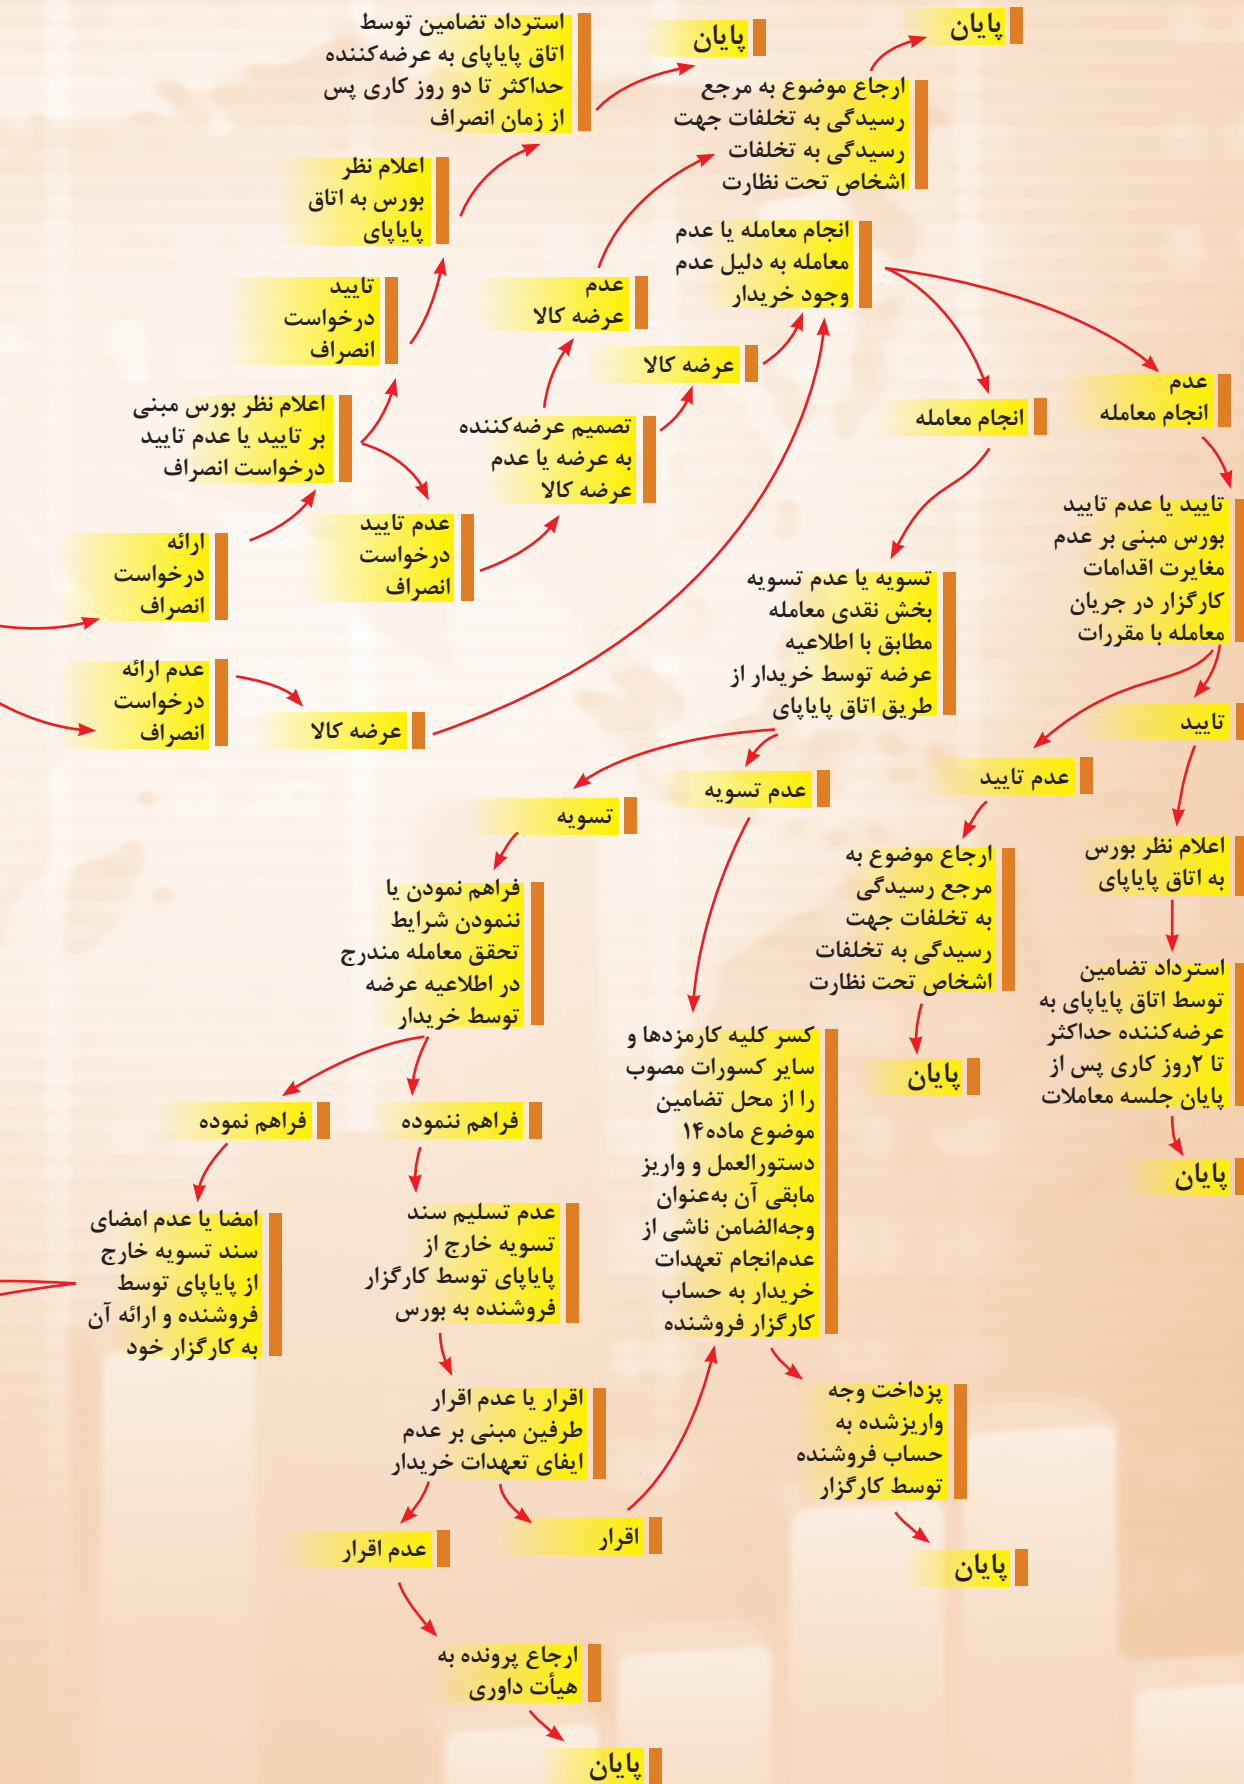 استرداد تضامین توسط
اتاق پایاپای به عرضه‌کننده
حداکثر تا دو روز کاری پس
از زمان انصراف
پایان
پایان
ارجاع موضوع به مرجع
رسیدگی به تخلفات جهت
رسیدگی به تخلفات
اشخاص تحت نظارت
اعلام نظر
بورس به اتاق
پایاپای
انجام معامله یا عدم
معامله به دلیل عدم
وجود خریدار
تایید
درخواست
انصراف
عدم
عرضه کالا
عرضه کالا
عدم
انجام معامله
انجام معامله
اعلام نظر بورس مبنی
بر تایید یا عدم تایید
درخواست انصراف
تصمیم عرضه‌کننده
به عرضه یا عدم
عرضه کالا
تایید یا عدم تایید
بورس مبنی بر عدم
مغایرت اقدامات
کارگزار در جریان
معامله با مقررات
ارائه
درخواست
انصراف
عدم تایید
درخواست
انصراف
تسویه یا عدم تسویه
بخش نقدی معامله
مطابق با اطلاعیه
عرضه توسط خریدار از
طریق اتاق پایاپای
عدم ارائه
درخواست
انصراف
عرضه کالا
تایید
عدم تایید
عدم تسویه
تسویه
اعلام نظر بورس
به اتاق پایاپای
ارجاع موضوع به
مرجع رسیدگی
به تخلفات جهت
رسیدگی به تخلفات
اشخاص تحت نظارت
فراهم نمودن یا
ننمودن شرایط
تحقق معامله مندرج
در اطلاعیه عرضه
توسط خریدار
استرداد تضامین
توسط اتاق پایاپای به
عرضه‌کننده حداکثر
تا ۲روز کاری پس از
پایان جلسه معاملات
کسر کلیه کارمزدها و
سایر کسورات مصوب
را از محل تضامین
موضوع ماده۱۴
دستورالعمل و واریز
مابقی آن به‌عنوان
وجه‌الضامن ناشی از
عدم‌انجام تعهدات
خریدار به حساب
کارگزار فروشنده
پایان
فراهم ننموده
فراهم نموده
پایان
عدم تسلیم سند
تسویه خارج از
پایاپای توسط کارگزار
فروشنده به بورس
امضا یا عدم امضای
سند تسویه خارج
از پایاپای توسط
فروشنده و ارائه آن
به کارگزار خود
پرداخت وجه
واریزشده به
حساب فروشنده
توسط کارگزار
اقرار یا عدم اقرار
طرفین مبنی بر عدم
ایفای تعهدات خریدار
اقرار
عدم اقرار
پایان
ارجاع پرونده به
هیأت داوری
پایان